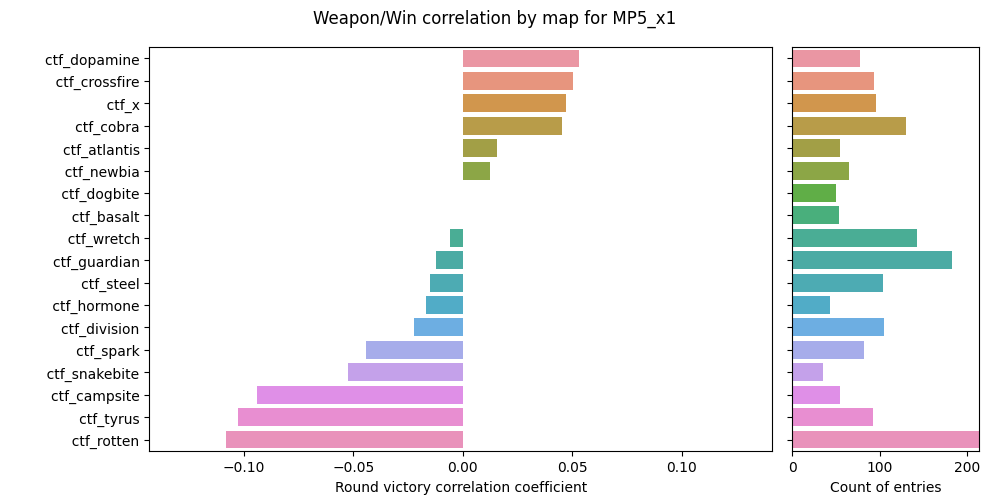 Weapon/Win correlation by map for MP5_x1
ctf_dopamine
ctf_crossfire
ctf_x
ctf_cobra
ctf_atlantis
ctf_newbia
ctf_dogbite
ctf_basalt
ctf_wretch
ctf_guardian
ctf_steel
ctf_hormone
ctf_division
ctf_spark
ctf_snakebite
ctf_campsite
ctf_tyrus
ctf_rotten
−0.10 −0.05 0.00 0.05 0.10
Round victory correlation coefficient
0 100 200
Count of entries